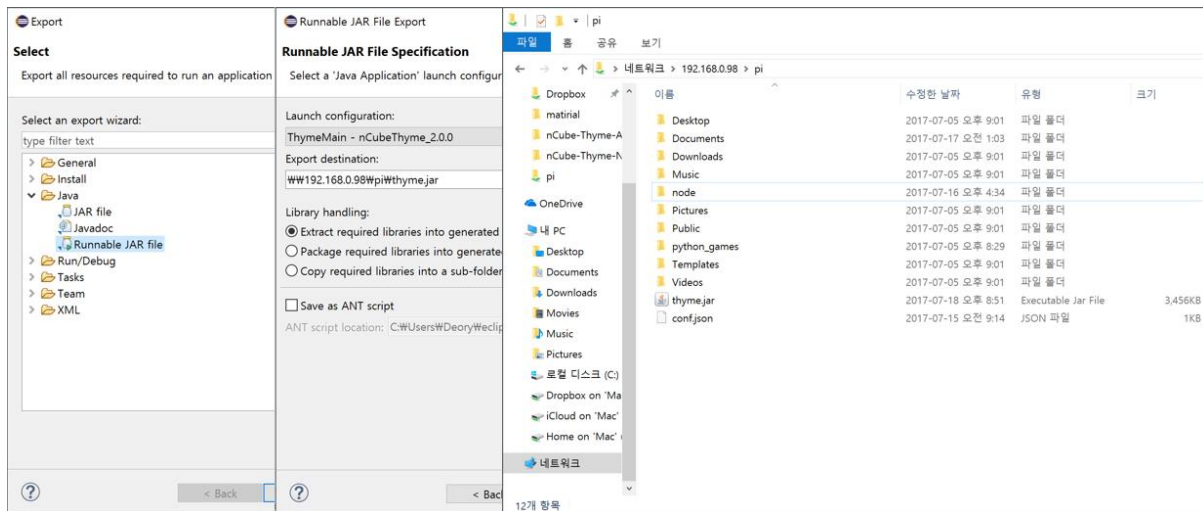 Export
Select
Export all resources required to run an application
Select an export wizard:
type filter text
General
Install
Java
JAR file
Javadoc
Runnable JAR file
Run/Debug
Tasks
Team
XML
< Back
Runnable JAR File Export
Runnable JAR File Specification
Select a 'Java Application' launch configur
Launch configuration:
ThymeMain - nCubeThyme_2.0.0
Export destination:
₩₩192.168.0.98₩pi₩thyme.jar
Library handling:
Extract required libraries into generated
Package required libraries into generate
Copy required libraries into a sub-folder
Save as ANT script
ANT script location: C:₩Users₩Deory₩eclip
< Bac
pi
파일 홈 공유 보기
네트워크 > 192.168.0.98 > pi
Dropbox
matirial
nCube-Thyme-A
nCube-Thyme-N
pi
OneDrive
내 PC
Desktop
Documents
Downloads
Movies
Music
Pictures
로컬 디스크 (C:)
Dropbox on 'Ma
iCloud on 'Mac'
Home on 'Mac'
네트워크
이름 수정한 날짜 유형 크기
Desktop 2017-07-05 오후 9:01 파일 폴더
Documents 2017-07-17 오전 1:03 파일 폴더
Downloads 2017-07-05 오후 9:01 파일 폴더
Music 2017-07-05 오후 9:01 파일 폴더
node 2017-07-16 오후 4:34 파일 폴더
Pictures 2017-07-05 오후 9:01 파일 폴더
Public 2017-07-05 오후 9:01 파일 폴더
python_games 2017-07-05 오후 8:29 파일 폴더
Templates 2017-07-05 오후 9:01 파일 폴더
Videos 2017-07-05 오후 9:01 파일 폴더
thyme.jar 2017-07-18 오후 8:51 Executable Jar File 3,456KB
conf.json 2017-07-15 오전 9:14 JSON 파일 1KB
12개 항목